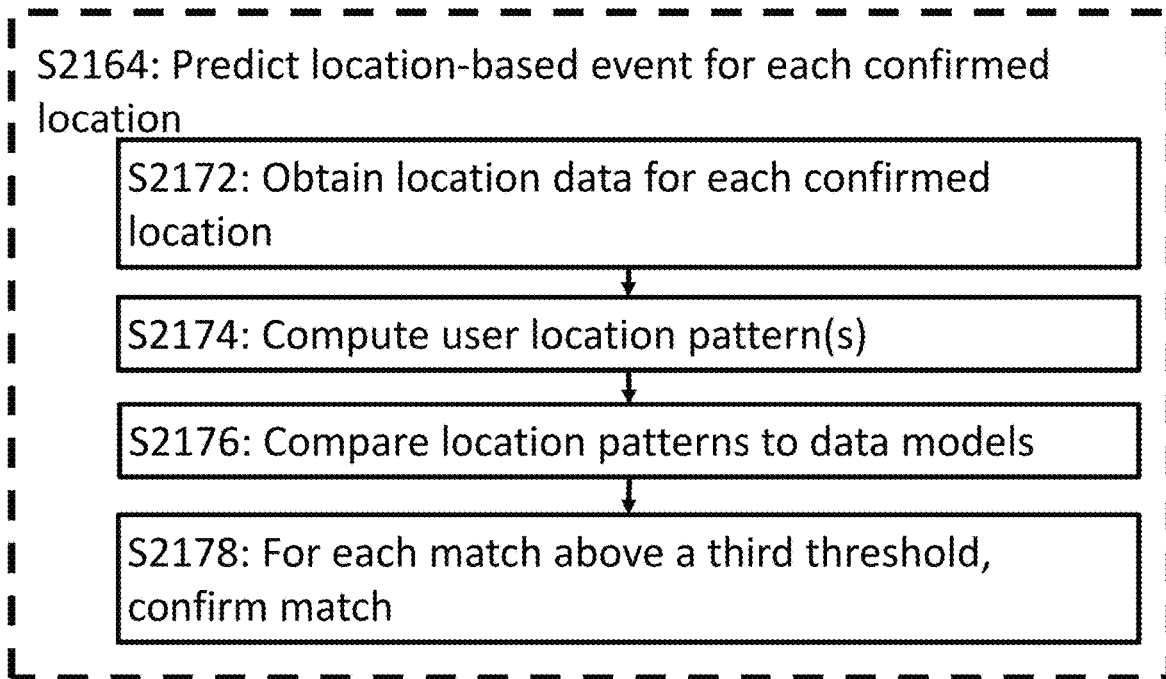 S2164: Predict location-based event for each confirmed
location
S2172: Obtain location data for each confirmed
location
S2174: Compute user location pattern(s)
S2176: Compare location patterns to data models
S2178: For each match above a third threshold,
confirm match